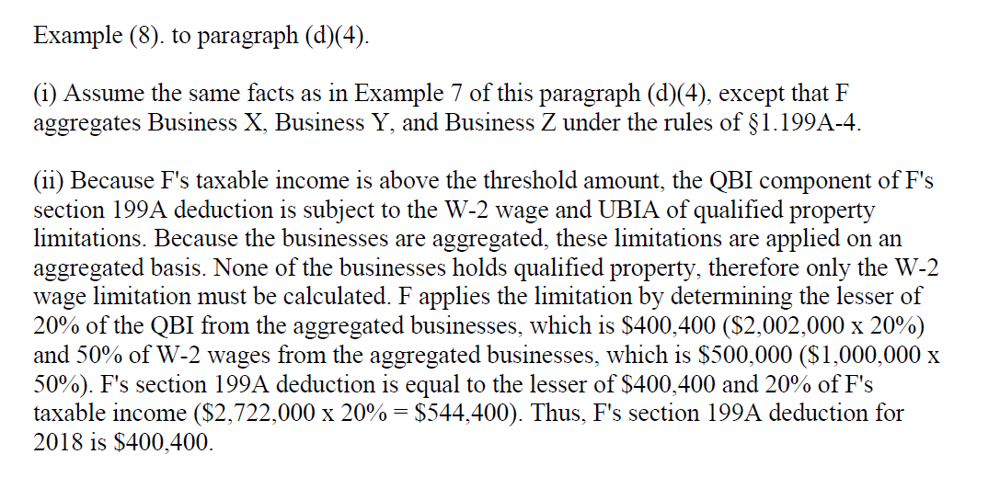 Example (8). to paragraph (d)(4).
(i) Assume the same facts as in Example 7 of this paragraph (d)(4), except that F
aggregates Business X, Business Y, and Business Z under the rules of §1.199A-4.
(ii) Because F's taxable income is above the threshold amount, the QBI component of F's
section 199A deduction is subject to the W-2 wage and UBIA of qualified property
limitations. Because the businesses are aggregated, these limitations are applied on an
aggregated basis. None of the businesses holds qualified property, therefore only the W-2
wage limitation must be calculated. F applies the limitation by determining the lesser of
20% of the QBI from the aggregated businesses, which is $400,400 ($2,002,000 x 20%)
and 50% of W-2 wages from the aggregated businesses, which is $500,000 ($1,000,000 x
50%). F's section 199A deduction is equal to the lesser of $400,400 and 20% of F's
taxable income ($2,722,000 x 20% = $544,400). Thus, F's section 199A deduction for
2018 is $400,400.